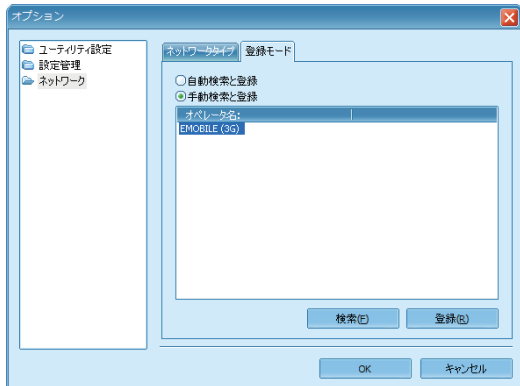 オプション
ユーティリティ設定
設定管理
ネットワーク
ネットワークタイプ 登録モード
自動検索と登録
手動検索と登録
オペレータ名:
EMOBILE (3G)
検索(F) 登録(R)
OK キャンセル